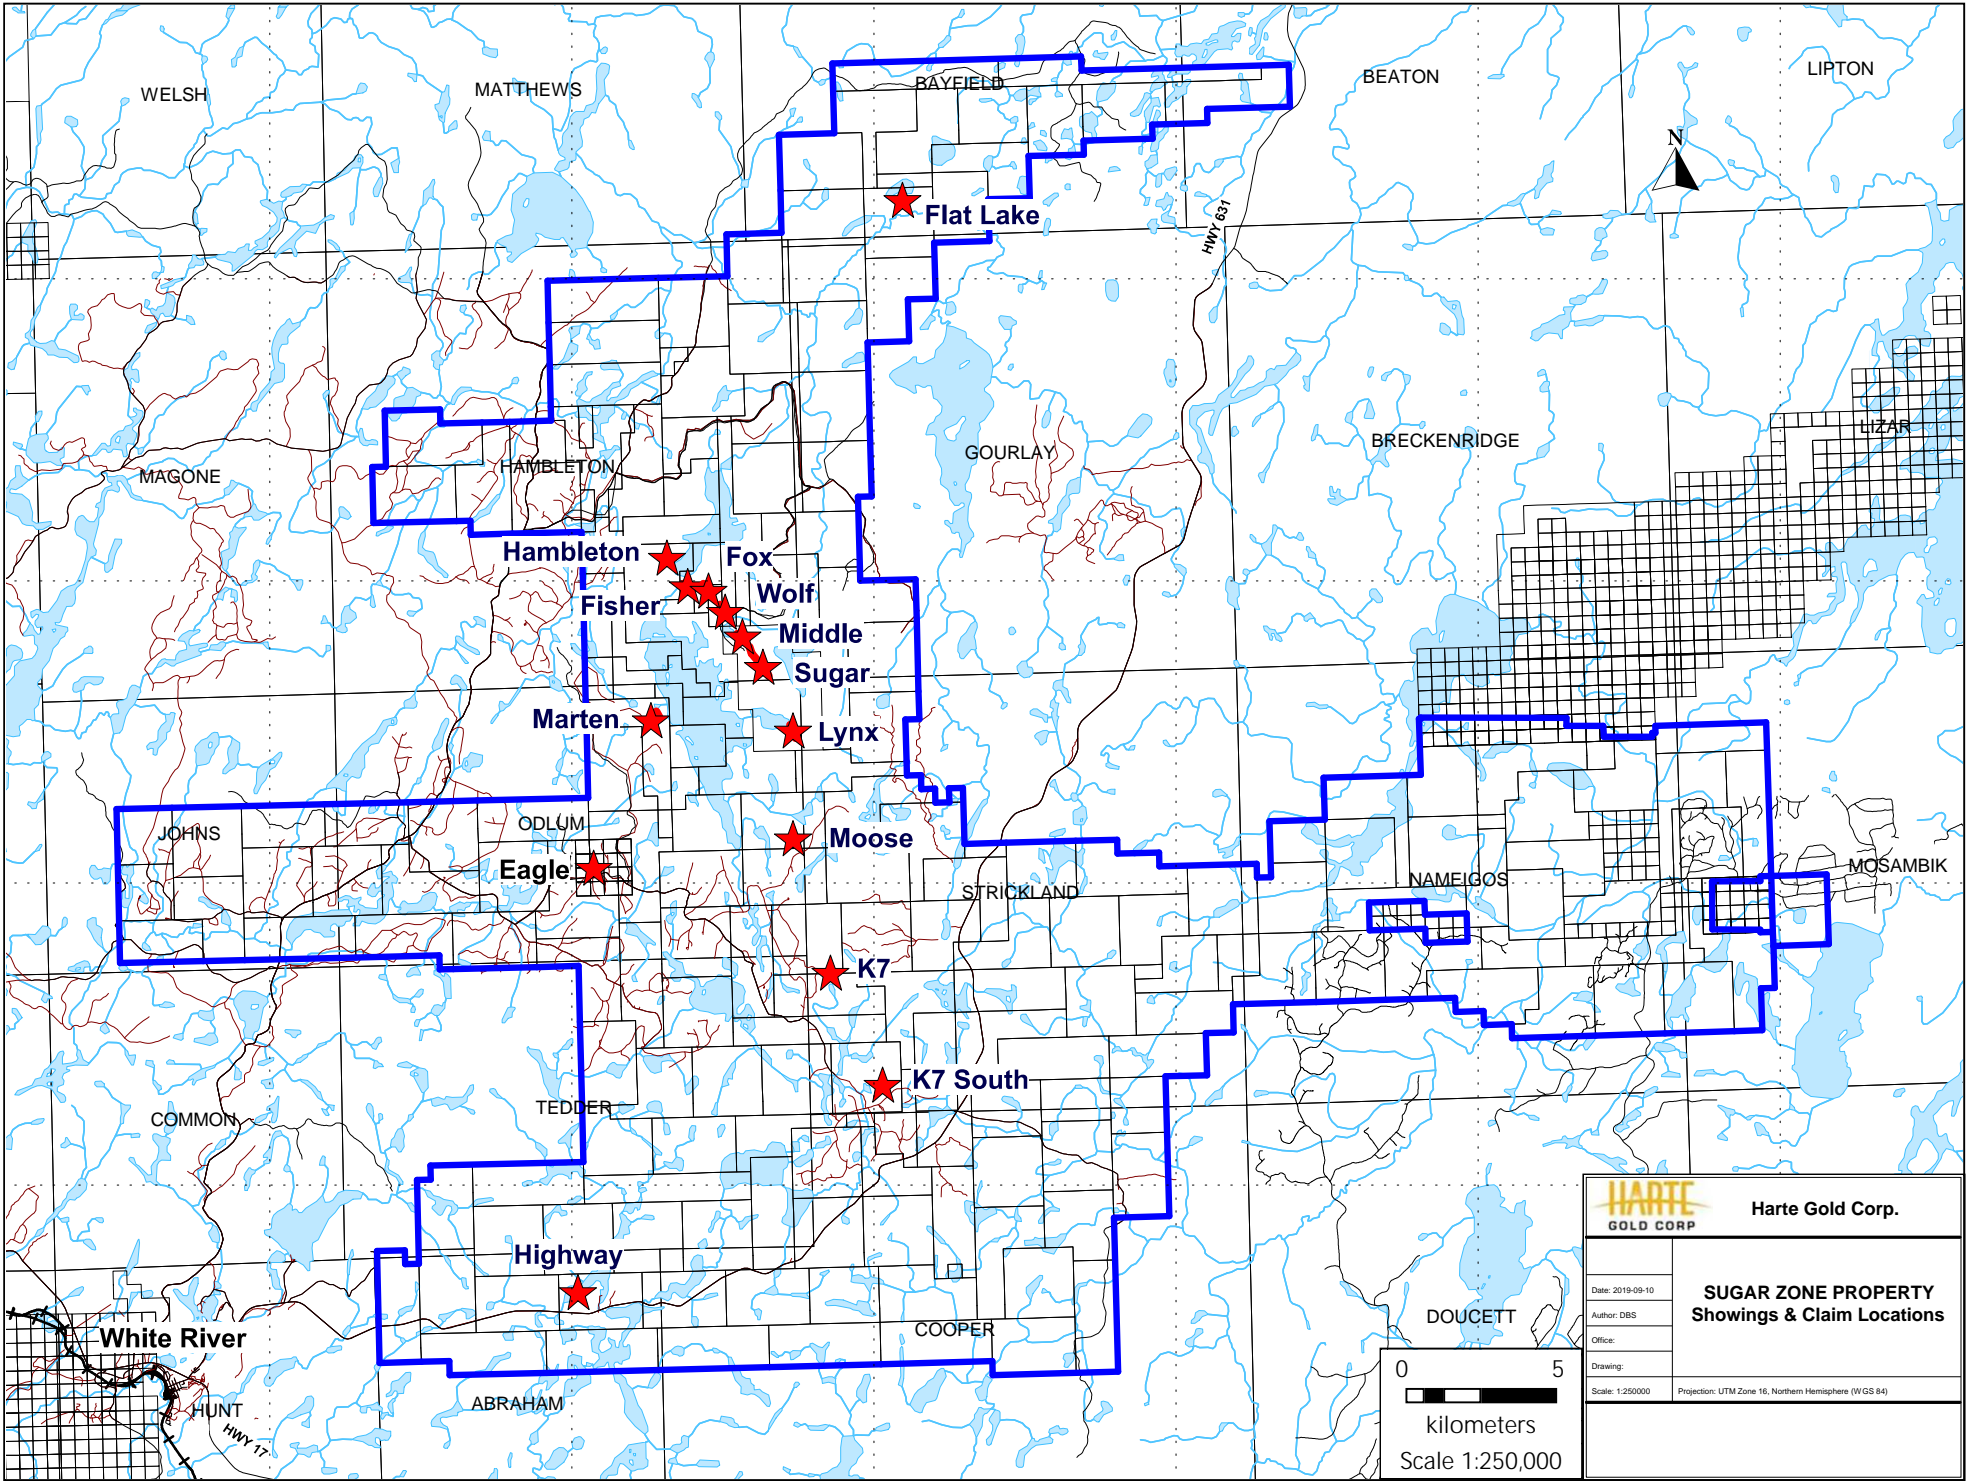 WELSH
MATTHEWS
BAYFIELD
BEATON
LIPTON
N
Flat Lake
HWY 631
MAGONE
HAMBLETON
GOURLAY
BRECKENRIDGE
LIZAR
Hambleton
Fox
Fisher
Wolf
Middle
Sugar
Marten
Lynx
JOHNS
ODLUM
Moose
Eagle
STRICKLAND
NAMEIGOS
MOSAMBIK
K7
K7 South
COMMON
TEDDER
Highway
COOPER
DOUCETT
White River
HUNT
HWY 17
ABRAHAM
0 5
kilometers
Scale 1:250,000
HARTE
GOLD CORP
Harte Gold Corp.
SUGAR ZONE PROPERTY
Showings & Claim Locations
Date: 2019-09-10
Author: DBS
Office:
Drawing:
Scale: 1:250000
Projection: UTM Zone 16, Northern Hemisphere (WGS 84)